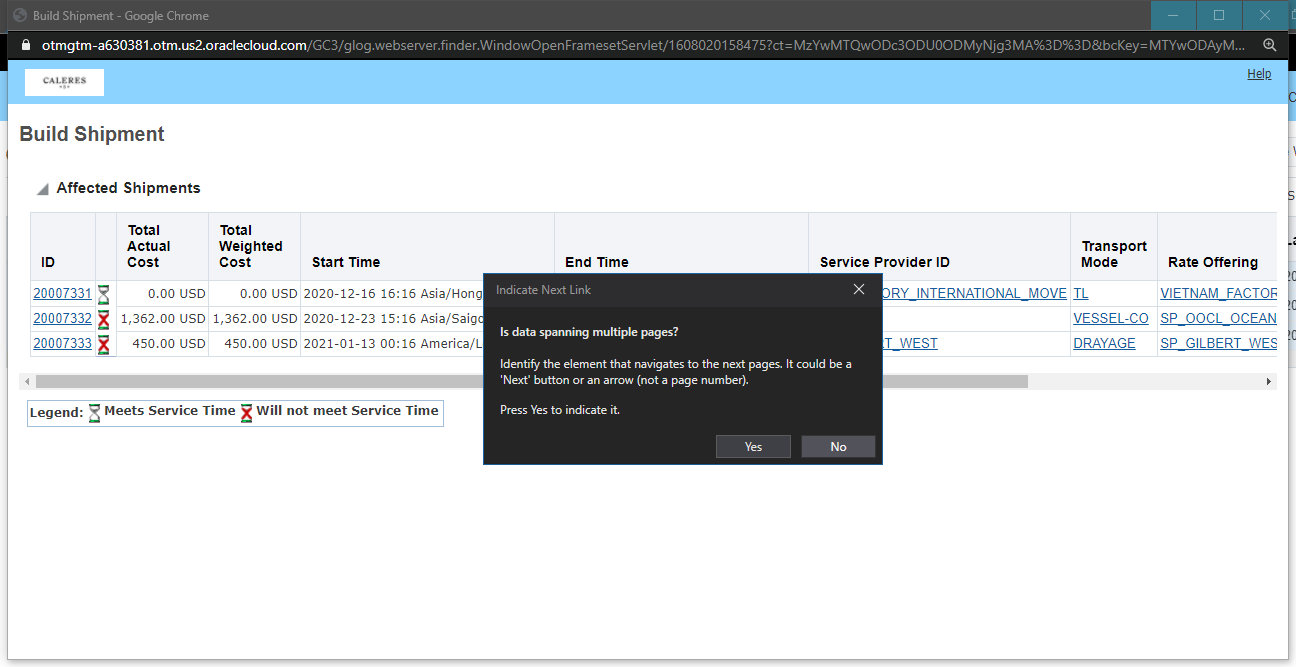 Build Shipment - Google Chrome
otmgtm-a630381.otm.us2.oraclecloud.com/GC3/glog.webserver.finder.WindowOpenFramesetServlet/1608020158475?ct=MzYwMTQwODc3ODU0ODMyNjg3MA%3D%3D&bcKey=MTYwODAyM...
CALERES
Help
Build Shipment
Affected Shipments
ID Total Actual Cost Total Weighted Cost Start Time End Time Service Provider ID Transport Mode Rate Offering
20007331 0.00 USD 0.00 USD 2020-12-16 16:16 Asia/Hong ORY_INTERNATIONAL_MOVE TL VIETNAM_FACTOR
20007332 1,362.00 USD 1,362.00 USD 2020-12-23 15:16 Asia/Saigo VESSEL-CO SP_OOCL_OCEAN
20007333 450.00 USD 450.00 USD 2021-01-13 00:16 America/L RT_WEST DRAYAGE SP_GILBERT_WES
Legend: Meets Service Time Will not meet Service Time
Indicate Next Link
Is data spanning multiple pages?
Identify the element that navigates to the next pages. It could be a
'Next' button or an arrow (not a page number).
Press Yes to indicate it.
Yes No